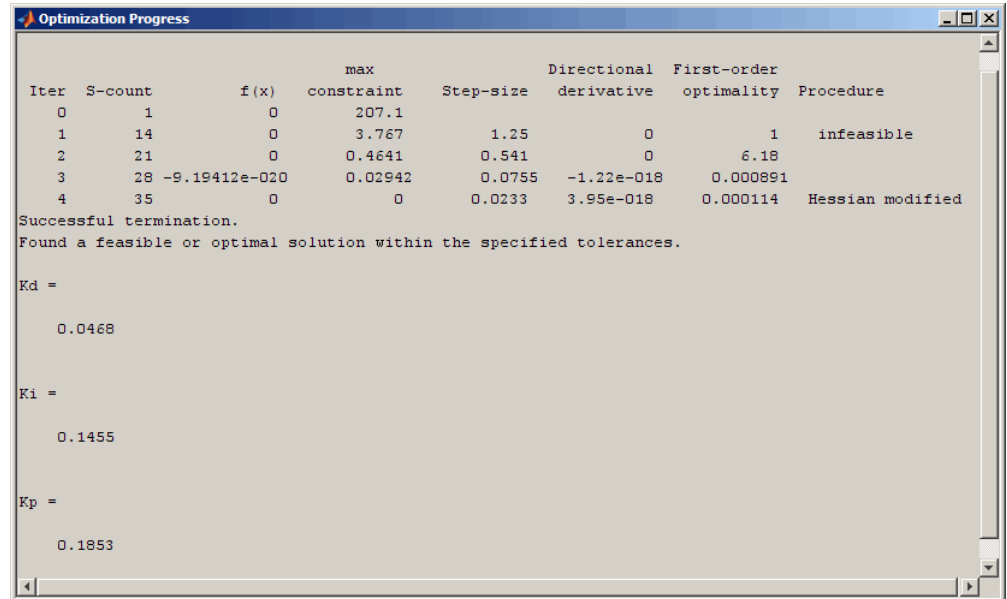 Optimization Progress
max Directional First-order
Iter S-count f(x) constraint Step-size derivative optimality Procedure
0 1 0 207.1
1 14 0 3.767 1.25 0 1 infeasible
2 21 0 0.4641 0.541 0 6.18
3 28 -9.19412e-020 0.02942 0.0755 -1.22e-018 0.000891
4 35 0 0 0.0233 3.95e-018 0.000114 Hessian modified
Successful termination.
Found a feasible or optimal solution within the specified tolerances.
Kd =
0.0468
Ki =
0.1455
Kp =
0.1853